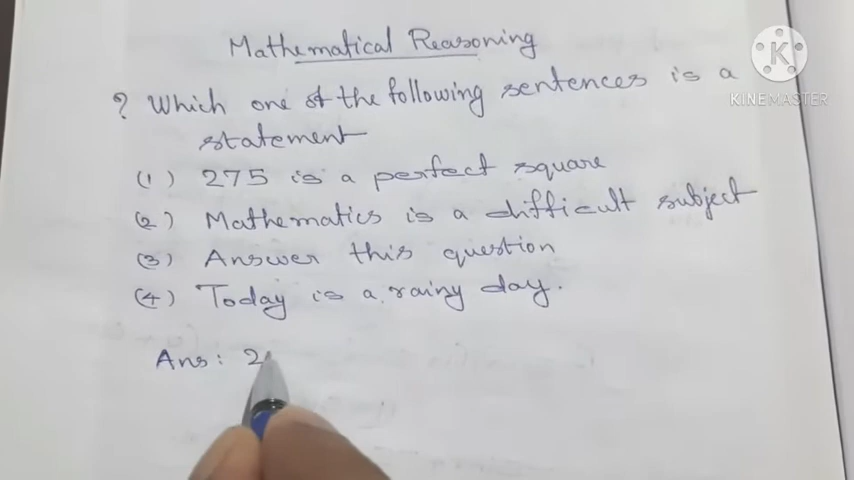 Mathematical Reasoning
K
KINEMASTER
? Which one of the following sentences is a
statement
(1) 275 is a perfect square
(2) Mathematics is a difficult subject
(3) Answer this question
(4) Today is a rainy day.
Ans: 2